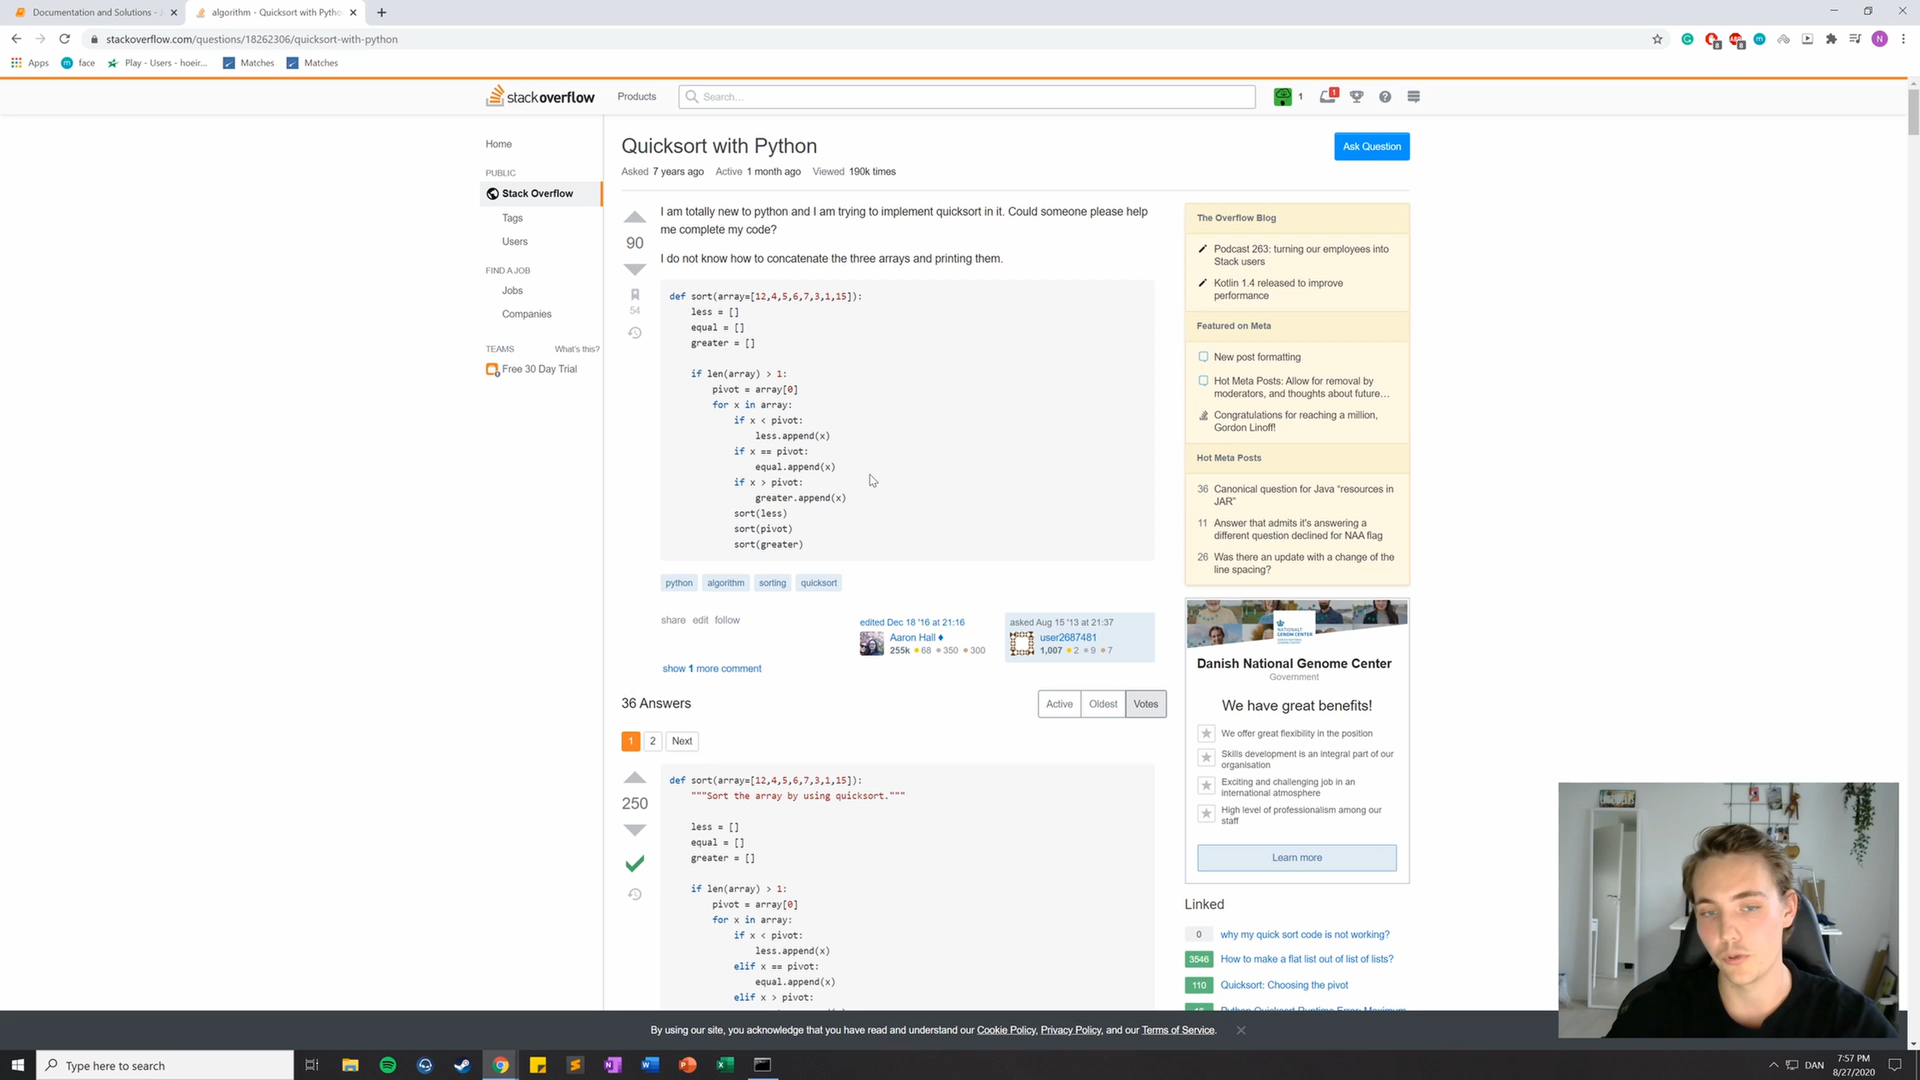 Documentation and Solutions - J
algorithm - Quicksort with Pytho
stackoverflow.com/questions/18262306/quicksort-with-python
Apps
face
Play - Users - hoeir...
Matches
Matches
stackoverflow
Products
Search...
1
1
Quicksort with Python
Ask Question
Asked 7 years ago Active 1 month ago Viewed 190k times
Home
PUBLIC
Stack Overflow
Tags
Users
FIND A JOB
Jobs
Companies
TEAMS
What's this?
Free 30 Day Trial
I am totally new to python and I am trying to implement quicksort in it. Could someone please help
me complete my code?
90
I do not know how to concatenate the three arrays and printing them.
54
def sort(array=[12,4,5,6,7,3,1,15]):
less = []
equal = []
greater = []
if len(array) > 1:
pivot = array[0]
for x in array:
if x < pivot:
less.append(x)
if x == pivot:
equal.append(x)
if x > pivot:
greater.append(x)
sort(less)
sort(pivot)
sort(greater)
python
algorithm
sorting
quicksort
share edit follow
edited Dec 18 '16 at 21:16
Aaron Hall ♦
255k 68 350 300
asked Aug 15 '13 at 21:37
user2687481
1,007 2 9 7
show 1 more comment
36 Answers
Active
Oldest
Votes
1
2
Next
250
def sort(array=[12,4,5,6,7,3,1,15]):
"""Sort the array by using quicksort."""
less = []
equal = []
greater = []
if len(array) > 1:
pivot = array[0]
for x in array:
if x < pivot:
less.append(x)
elif x == pivot:
equal.append(x)
elif x > pivot:
The Overflow Blog
Podcast 263: turning our employees into
Stack users
Kotlin 1.4 released to improve
performance
Featured on Meta
New post formatting
Hot Meta Posts: Allow for removal by
moderators, and thoughts about future…
Congratulations for reaching a million,
Gordon Linoff!
Hot Meta Posts
36 Canonical question for Java "resources in
JAR"
11 Answer that admits it's answering a
different question declined for NAA flag
26 Was there an update with a change of the
line spacing?
NATIONALT
GENOM CENTER
Danish National Genome Center
Government
We have great benefits!
We offer great flexibility in the position
Skills development is an integral part of our
organisation
Exciting and challenging job in an
international atmosphere
High level of professionalism among our
staff
Learn more
Linked
0 why my quick sort code is not working?
3546 How to make a flat list out of list of lists?
110 Quicksort: Choosing the pivot
By using our site, you acknowledge that you have read and understand our Cookie Policy, Privacy Policy, and our Terms of Service.
Type here to search
DAN
7:57 PM
8/27/2020